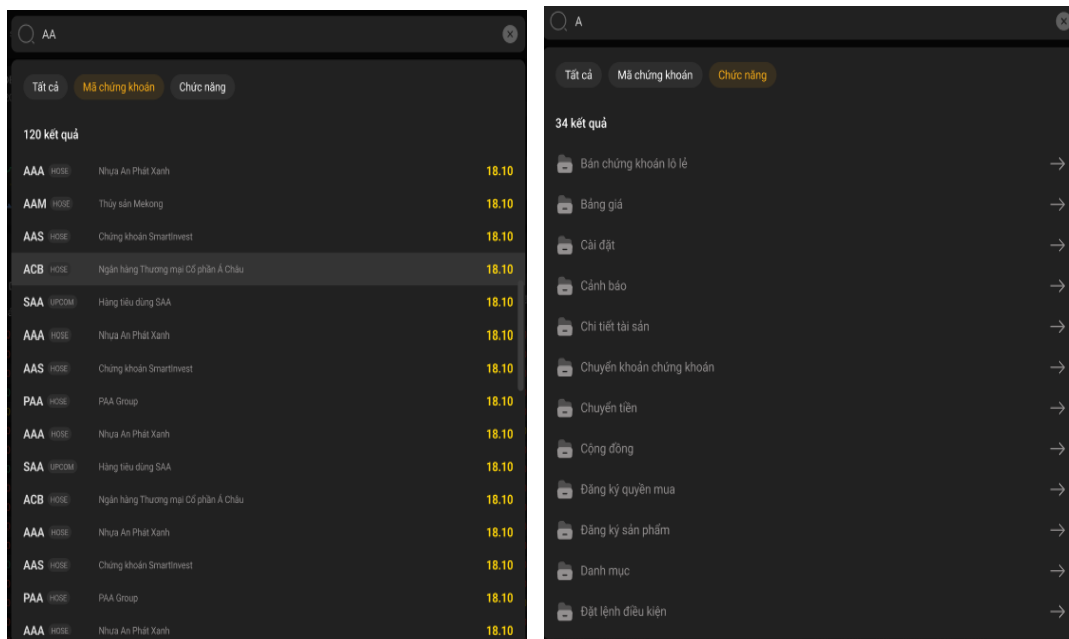 AA
Tất cả Mã chứng khoán Chức năng
120 kết quả
AAA HOSE Nhựa An Phát Xanh 18.10
AAM HOSE Thủy sản Mekong 18.10
AAS HOSE Chứng khoán SmartInvest 18.10
ACB HOSE Ngân hàng Thương mại Cổ phần Á Châu 18.10
SAA UPCOM Hàng tiêu dùng SAA 18.10
AAA HOSE Nhựa An Phát Xanh 18.10
AAS HOSE Chứng khoán SmartInvest 18.10
PAA HOSE PAA Group 18.10
AAA HOSE Nhựa An Phát Xanh 18.10
SAA UPCOM Hàng tiêu dùng SAA 18.10
ACB HOSE Ngân hàng Thương mại Cổ phần Á Châu 18.10
AAA HOSE Nhựa An Phát Xanh 18.10
AAS HOSE Chứng khoán SmartInvest 18.10
PAA HOSE PAA Group 18.10
AAA HOSE Nhựa An Phát Xanh 18.10
A
Tất cả Mã chứng khoán Chức năng
34 kết quả
Bán chứng khoán lô lẻ
Bảng giá
Cài đặt
Cảnh báo
Chi tiết tài sản
Chuyển khoản chứng khoán
Chuyển tiền
Cộng đồng
Đăng ký quyền mua
Đăng ký sản phẩm
Danh mục
Đặt lệnh điều kiện